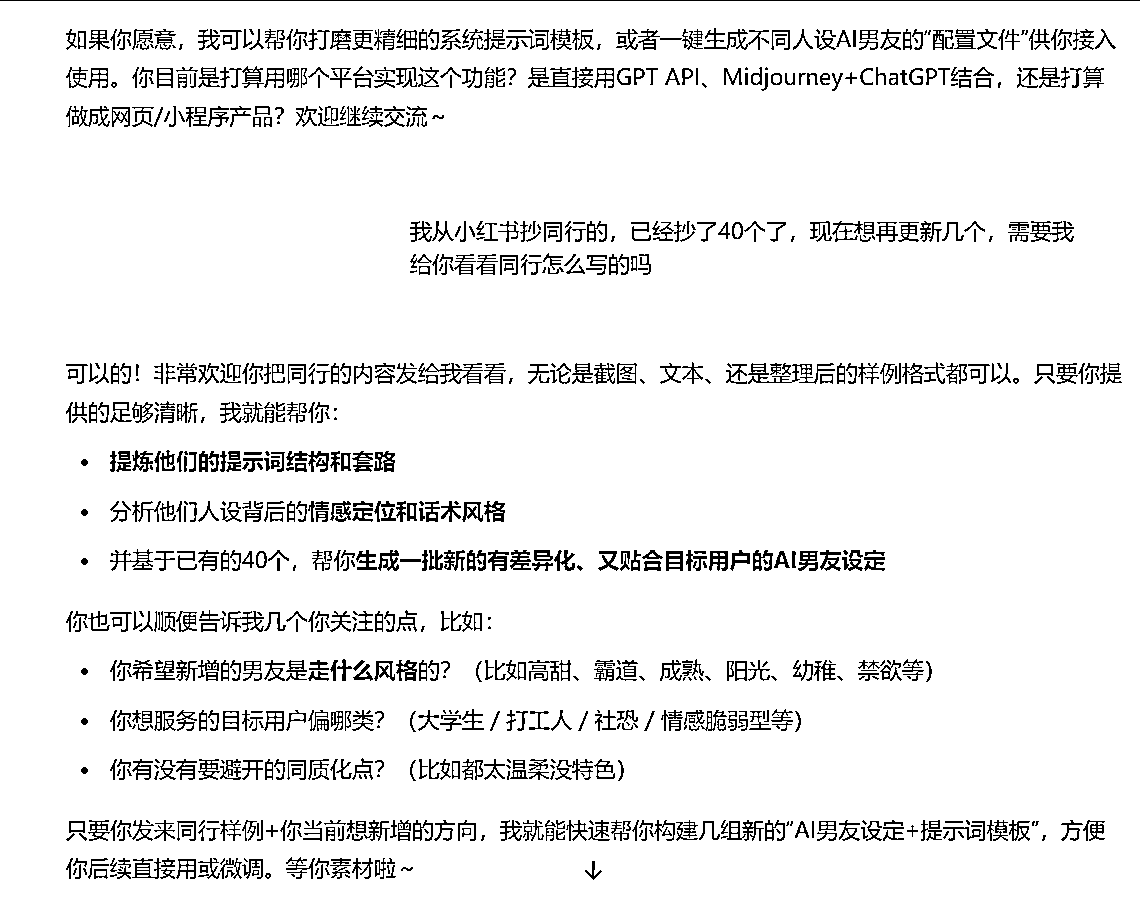 如果你愿意，我可以帮你打磨更精细的系统提示词模板，或者一键生成不同人设AI男友的“配置文件”供你接入
使用。你目前是打算用哪个平台实现这个功能？是直接用GPT API、Midjourney+ChatGPT结合，还是打算
做成网页/小程序产品？欢迎继续交流～
我从小红书抄同行的，已经抄了40个了，现在想再更新几个，需要我
给你看看同行怎么写的吗
可以的！非常欢迎你把同行的内容发给我看看，无论是截图、文本、还是整理后的样例格式都可以。只要你提
供的足够清晰，我就能帮你：
• 提炼他们的提示词结构和套路
• 分析他们人设背后的情感定位和话术风格
• 并基于已有的40个，帮你生成一批新的有差异化、又贴合目标用户的AI男友设定
你也可以顺便告诉我几个你关注的点，比如：
• 你希望新增的男友是走什么风格的？（比如高甜、霸道、成熟、阳光、幼稚、禁欲等）
• 你想服务的目标用户偏哪类？（大学生 / 打工人 / 社恐 / 情感脆弱型等）
• 你有没有要避开的同质化点？（比如都太温柔没特色）
只要你发来同行样例+你当前想新增的方向，我就能快速帮你构建几组新的“AI男友设定+提示词模板”，方便
你后续直接用或微调。等你素材啦～